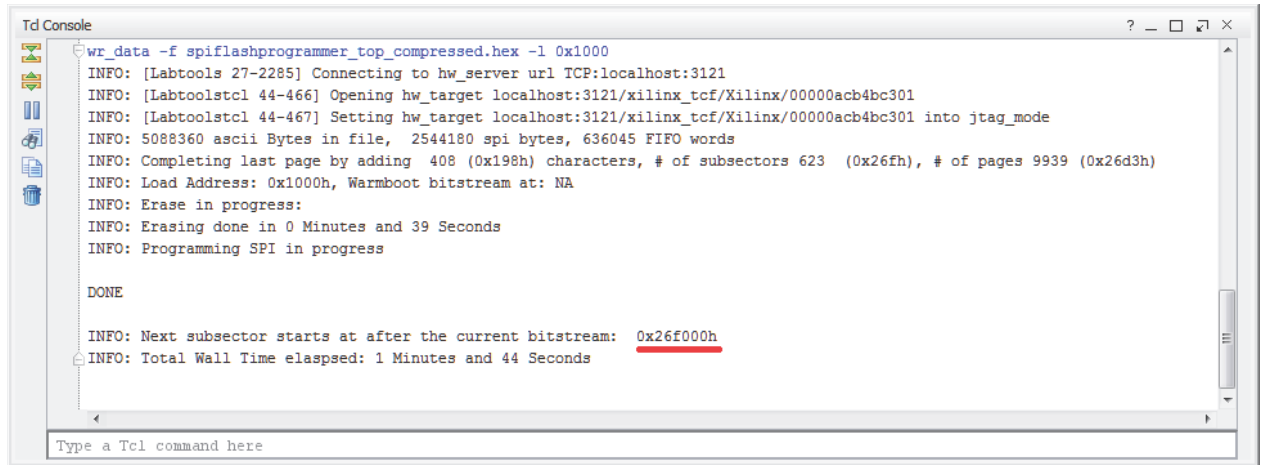 Tcl Console
? _ □ ×
wr_data -f spiflashprogrammer_top_compressed.hex -l 0x1000
INFO: [Labtools 27-2285] Connecting to hw_server url TCP:localhost:3121
INFO: [Labtoolstcl 44-466] Opening hw_target localhost:3121/xilinx_tcf/Xilinx/00000acb4bc301
INFO: [Labtoolstcl 44-467] Setting hw_target localhost:3121/xilinx_tcf/Xilinx/00000acb4bc301 into jtag_mode
INFO: 5088360 ascii Bytes in file,  2544180 spi bytes, 636045 FIFO words
INFO: Completing last page by adding  408 (0x198h) characters, # of subsectors 623  (0x26fh), # of pages 9939 (0x26d3h)
INFO: Load Address: 0x1000h, Warmboot bitstream at: NA
INFO: Erase in progress:
INFO: Erasing done in 0 Minutes and 39 Seconds
INFO: Programming SPI in progress
DONE
INFO: Next subsector starts at after the current bitstream:  0x26f000h
INFO: Total Wall Time elaspsed: 1 Minutes and 44 Seconds
Type a Tcl command here